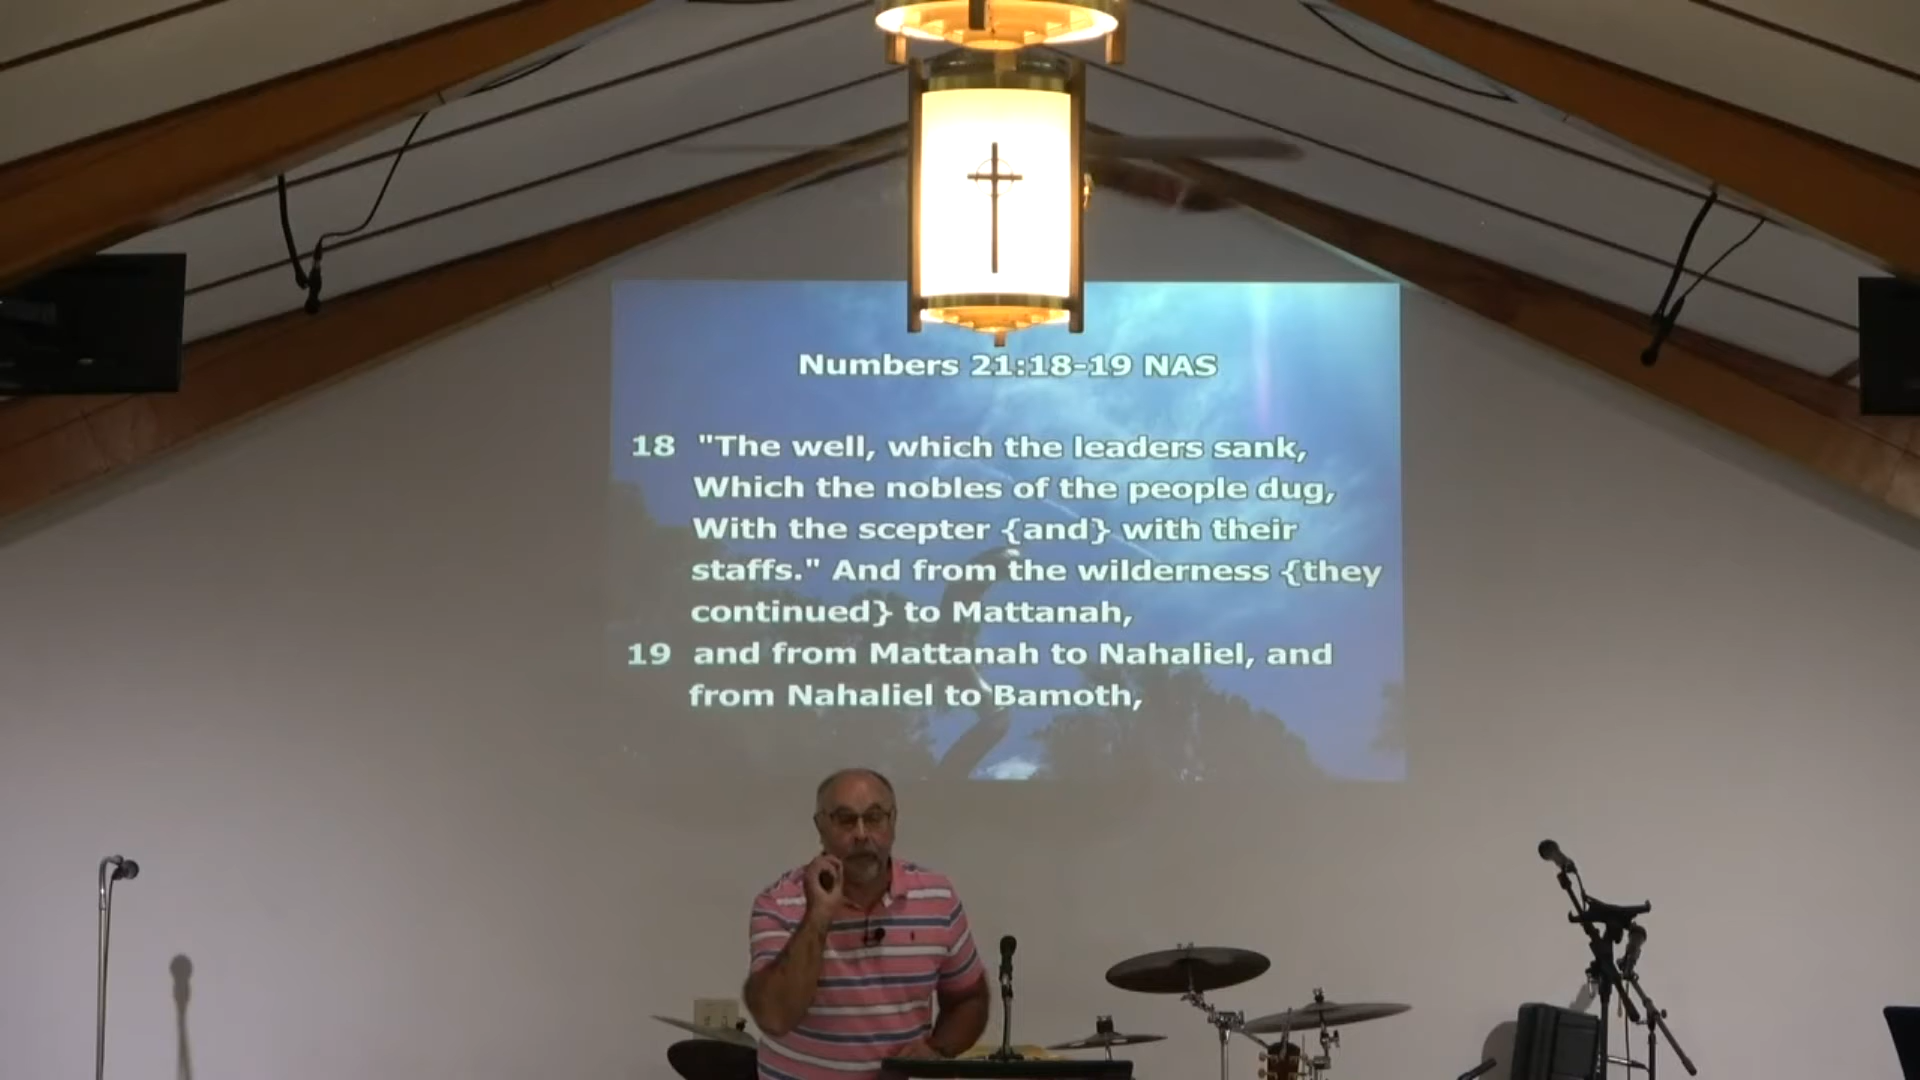 Numbers 21:18-19 NAS
18 "The well, which the leaders sank,
Which the nobles of the people dug,
With the scepter {and} with their
staffs." And from the wilderness {they
continued} to Mattanah,
19 and from Mattanah to Nahaliel, and
from Nahaliel to Bamoth,